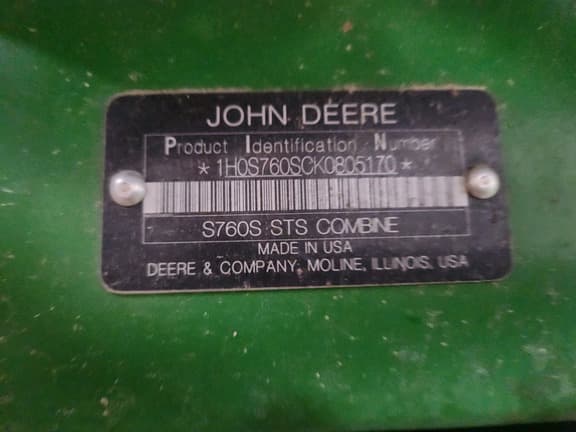 JOHN DEERE
Product Identification Number
*1H0S760SCK0805170*
S760S STS COMBINE
MADE IN USA
DEERE & COMPANY, MOLINE, ILLINOIS, USA